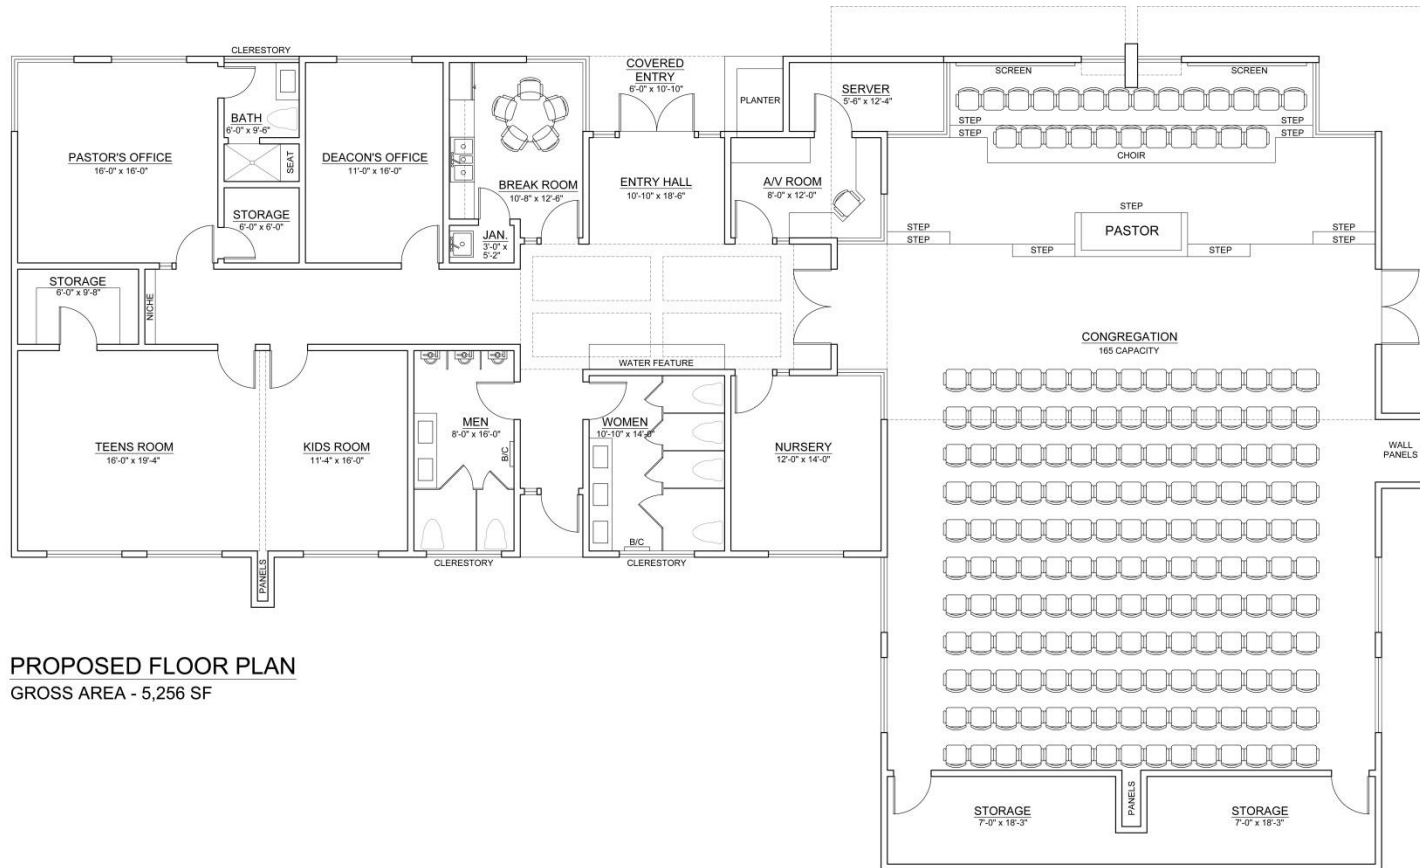 CLERESTORY
COVERED
ENTRY
6'-0" x 10'-10"
PLANTER
SERVER
5'-6" x 12'-4"
SCREEN
SCREEN
STEP
STEP
STEP
STEP
CHOIR
BATH
6'-0" x 9'-6"
SEAT
PASTOR'S OFFICE
16'-0" x 16'-0"
DEACON'S OFFICE
11'-0" x 16'-0"
BREAK ROOM
10'-8" x 12'-6"
ENTRY HALL
10'-10" x 18'-6"
A/V ROOM
8'-0" x 12'-0"
STORAGE
6'-0" x 6'-0"
JAN.
3'-0" x
5'-2"
STEP
PASTOR
STEP
STEP
STEP
STEP
STEP
STEP
STORAGE
6'-0" x 9'-8"
NICHE
WATER FEATURE
CONGREGATION
165 CAPACITY
TEENS ROOM
16'-0" x 19'-4"
KIDS ROOM
11'-4" x 16'-0"
MEN
8'-0" x 16'-0"
B/C
WOMEN
10'-10" x 14'-0"
B/C
NURSERY
12'-0" x 14'-0"
WALL
PANELS
CLERESTORY
CLERESTORY
PANELS
PROPOSED FLOOR PLAN
GROSS AREA - 5,256 SF
STORAGE
7'-0" x 18'-3"
PANELS
STORAGE
7'-0" x 18'-3"